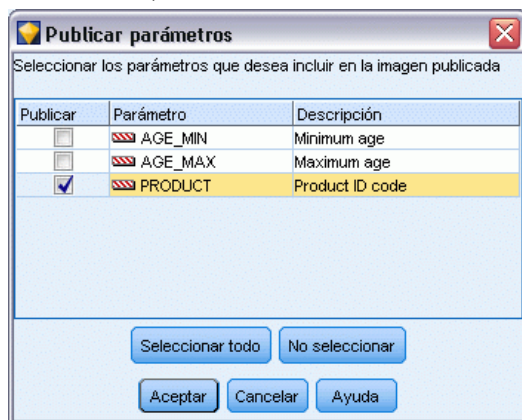 Publicar parámetros
Seleccionar los parámetros que desea incluir en la imagen publicada
Publicar Parámetro Descripción
AGE_MIN Minimum age
AGE_MAX Maximum age
PRODUCT Product ID code
Seleccionar todo No seleccionar
Aceptar Cancelar Ayuda